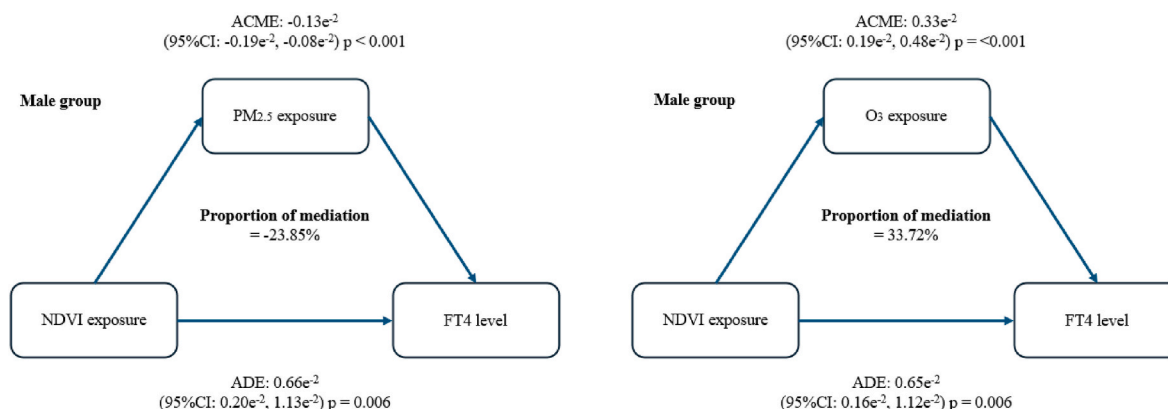 ACME: -0.13e⁻²
(95%CI: -0.19e⁻², -0.08e⁻²) p < 0.001
Male group
PM2.5 exposure
Proportion of mediation
= -23.85%
NDVI exposure
FT4 level
ADE: 0.66e⁻²
(95%CI: 0.20e⁻², 1.13e⁻²) p = 0.006
ACME: 0.33e⁻²
(95%CI: 0.19e⁻², 0.48e⁻²) p = <0.001
Male group
O3 exposure
Proportion of mediation
= 33.72%
NDVI exposure
FT4 level
ADE: 0.65e⁻²
(95%CI: 0.16e⁻², 1.12e⁻²) p = 0.006